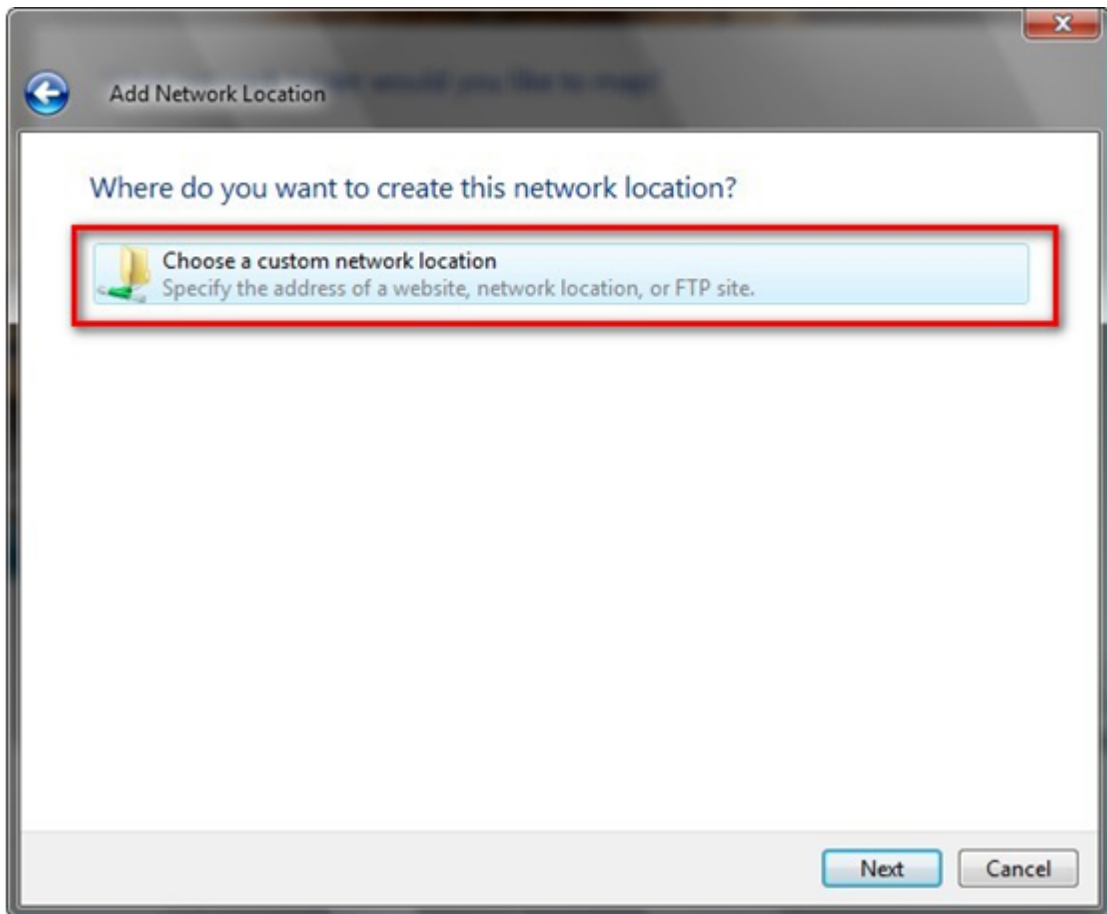 Add Network Location
Where do you want to create this network location?
Choose a custom network location
Specify the address of a website, network location, or FTP site.
Next
Cancel